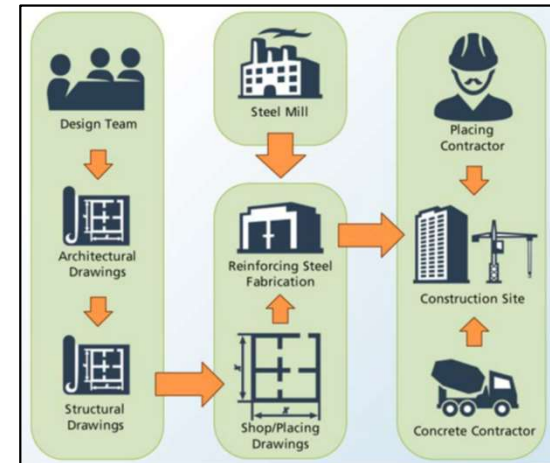 Design Team
Architectural
Drawings
Structural
Drawings
Steel Mill
Reinforcing Steel
Fabrication
x
x
Shop/Placing
Drawings
Placing
Contractor
Construction Site
Concrete Contractor